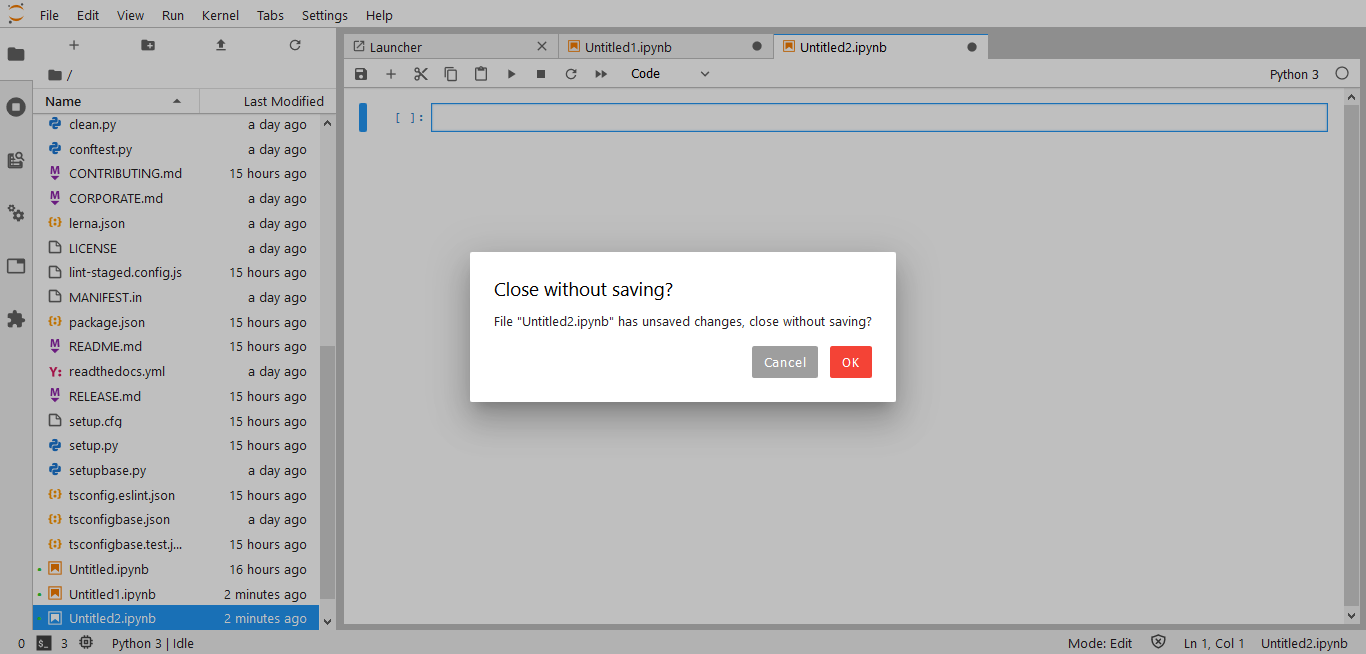 File Edit View Run Kernel Tabs Settings Help
Launcher Untitled1.ipynb Untitled2.ipynb
/
Code Python 3
Name Last Modified
[ ]:
clean.py a day ago
conftest.py a day ago
CONTRIBUTING.md 15 hours ago
CORPORATE.md a day ago
lerna.json a day ago
LICENSE a day ago
lint-staged.config.js 15 hours ago
MANIFEST.in a day ago
package.json 15 hours ago
README.md 15 hours ago
readthedocs.yml a day ago
RELEASE.md 15 hours ago
setup.cfg 15 hours ago
setup.py 15 hours ago
setupbase.py a day ago
tsconfig.eslint.json 15 hours ago
tsconfigbase.json a day ago
tsconfigbase.test.j... 15 hours ago
Untitled.ipynb 16 hours ago
Untitled1.ipynb 2 minutes ago
Untitled2.ipynb 2 minutes ago
Close without saving?
File "Untitled2.ipynb" has unsaved changes, close without saving?
Cancel OK
0 3 Python 3 | Idle Mode: Edit Ln 1, Col 1 Untitled2.ipynb